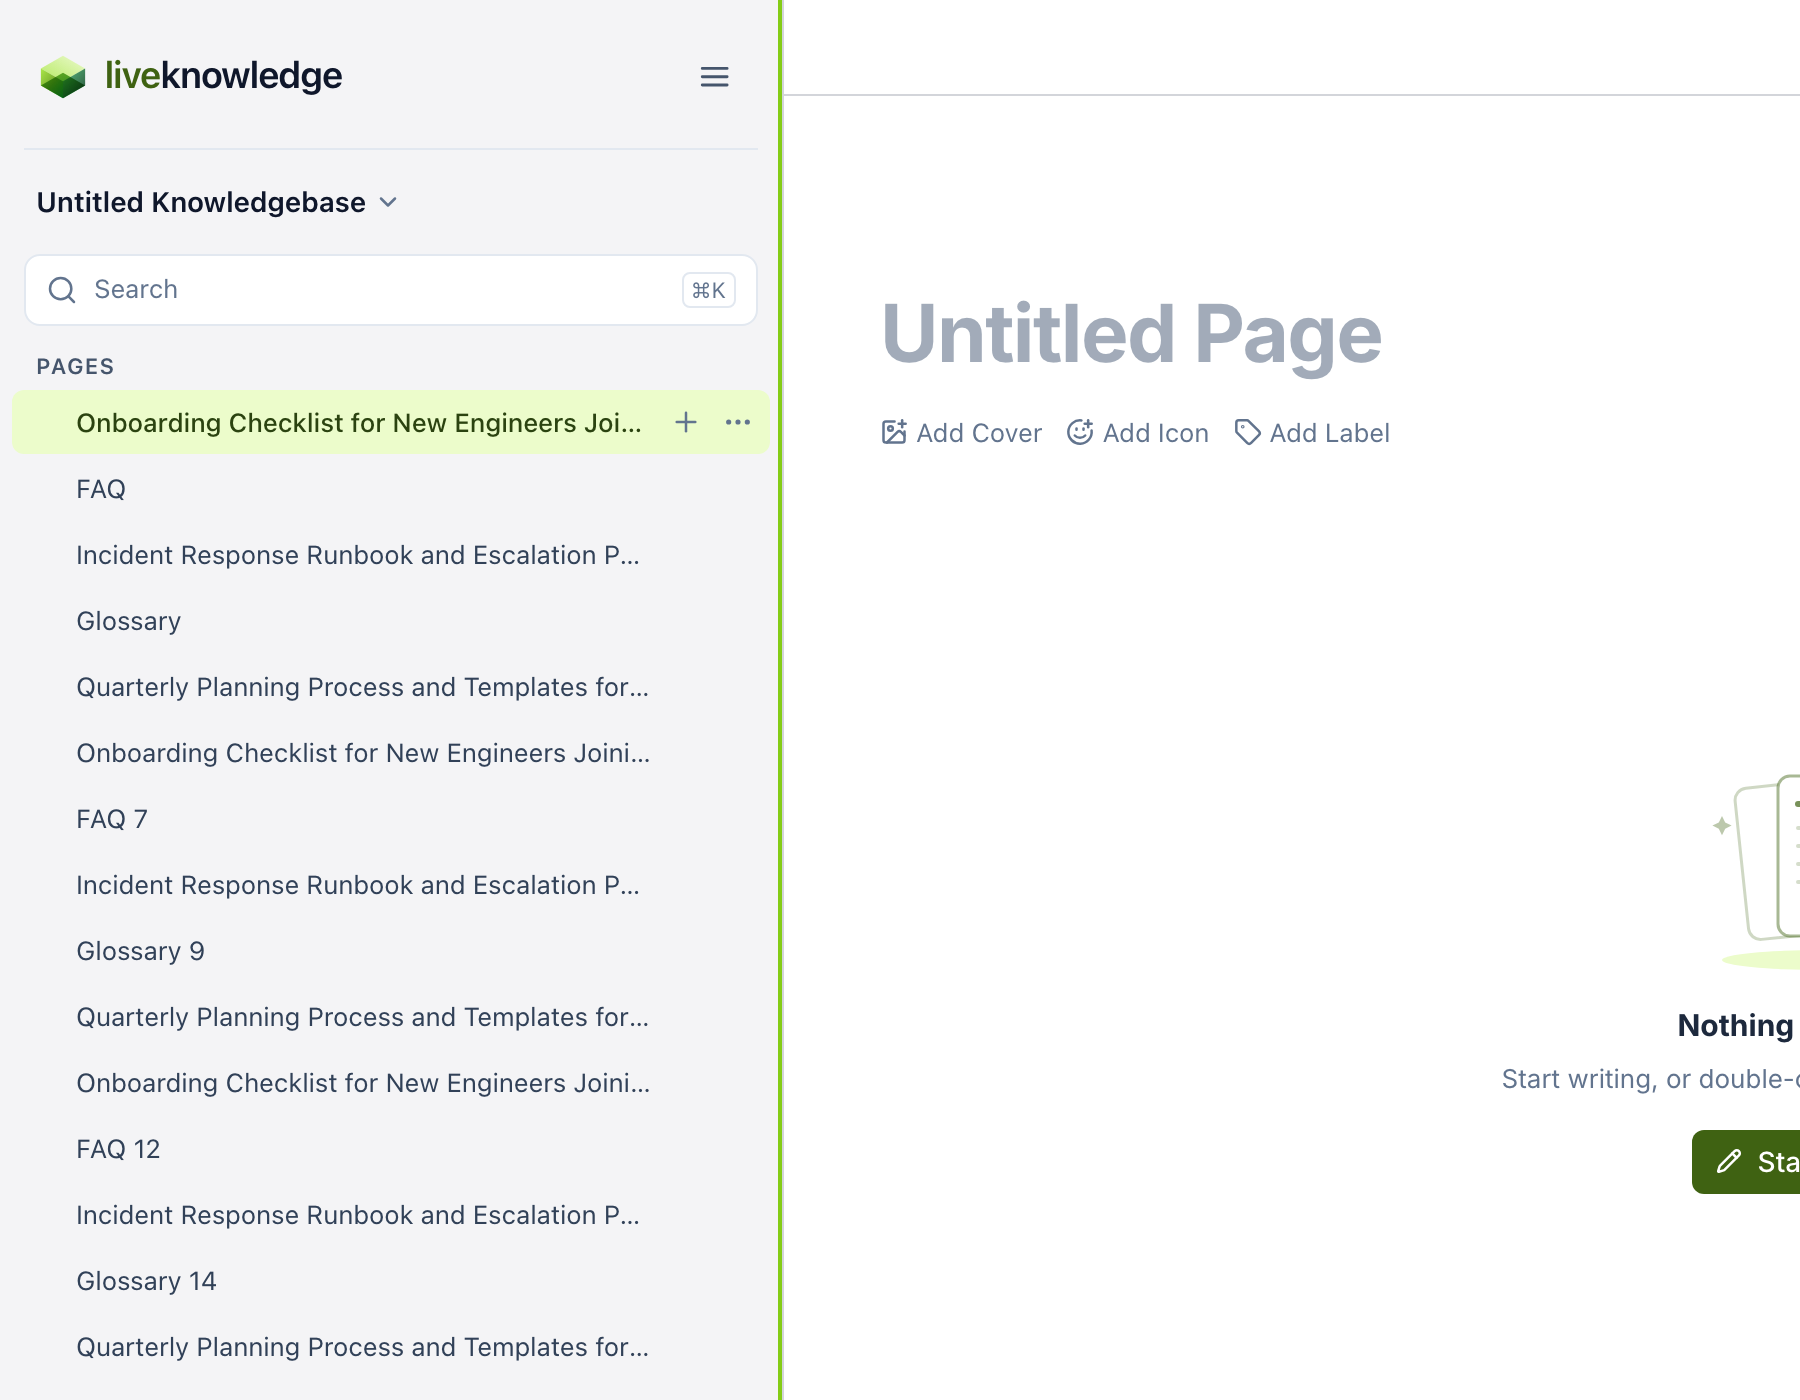 liveknowledge
Untitled Knowledgebase
Search
⌘K
PAGES
Onboarding Checklist for New Engineers Joi...
FAQ
Incident Response Runbook and Escalation P...
Glossary
Quarterly Planning Process and Templates for...
Onboarding Checklist for New Engineers Joini...
FAQ 7
Incident Response Runbook and Escalation P...
Glossary 9
Quarterly Planning Process and Templates for...
Onboarding Checklist for New Engineers Joini...
FAQ 12
Incident Response Runbook and Escalation P...
Glossary 14
Quarterly Planning Process and Templates for...
Untitled Page
Add Cover
Add Icon
Add Label
Nothing
Start writing, or double-c
Sta